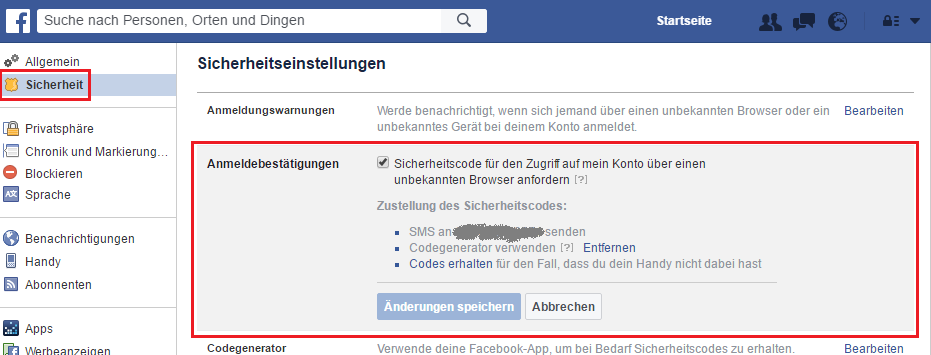 Suche nach Personen, Orten und Dingen
Startseite
Allgemein
Sicherheit
Privatsphäre
Chronik und Markierung...
Blockieren
Sprache
Benachrichtigungen
Handy
Abonnenten
Apps
Werbeanzeigen
Sicherheitseinstellungen
Anmeldungswarnungen
Werde benachrichtigt, wenn sich jemand über einen unbekannten Browser oder ein
unbekanntes Gerät bei deinem Konto anmeldet.
Bearbeiten
Anmeldebestätigungen
Sicherheitscode für den Zugriff auf mein Konto über einen
unbekannten Browser anfordern [?]
Zustellung des Sicherheitscodes:
SMS an senden
Codegenerator verwenden [?] Entfernen
Codes erhalten für den Fall, dass du dein Handy nicht dabei hast
Änderungen speichern
Abbrechen
Codegenerator
Verwende deine Facebook-App, um bei Bedarf Sicherheitscodes zu erhalten.
Bearbeiten